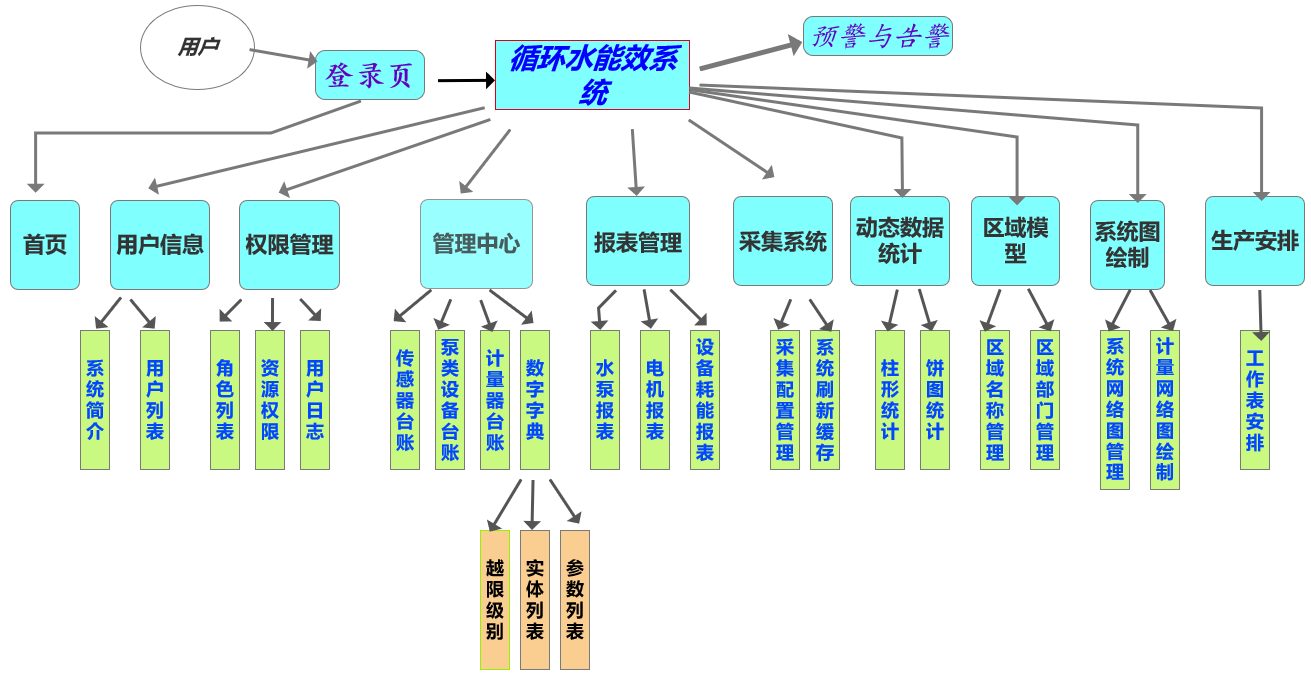 用户
登录页
循环水能效系
统
预警与告警
首页
用户信息
权限管理
管理中心
报表管理
采集系统
动态数据
统计
区域模
型
系统图
绘制
生产安排
系统简介
用户列表
角色列表
资源权限
用户日志
传感器台账
泵类设备台账
计量器台账
数字字典
水泵报表
电机报表
设备耗能报表
采集配置管理
系统刷新缓存
柱形统计
饼图统计
区域名称管理
区域部门管理
系统网络图管理
计量网络图绘制
工作表安排
越限级别
实体列表
参数列表